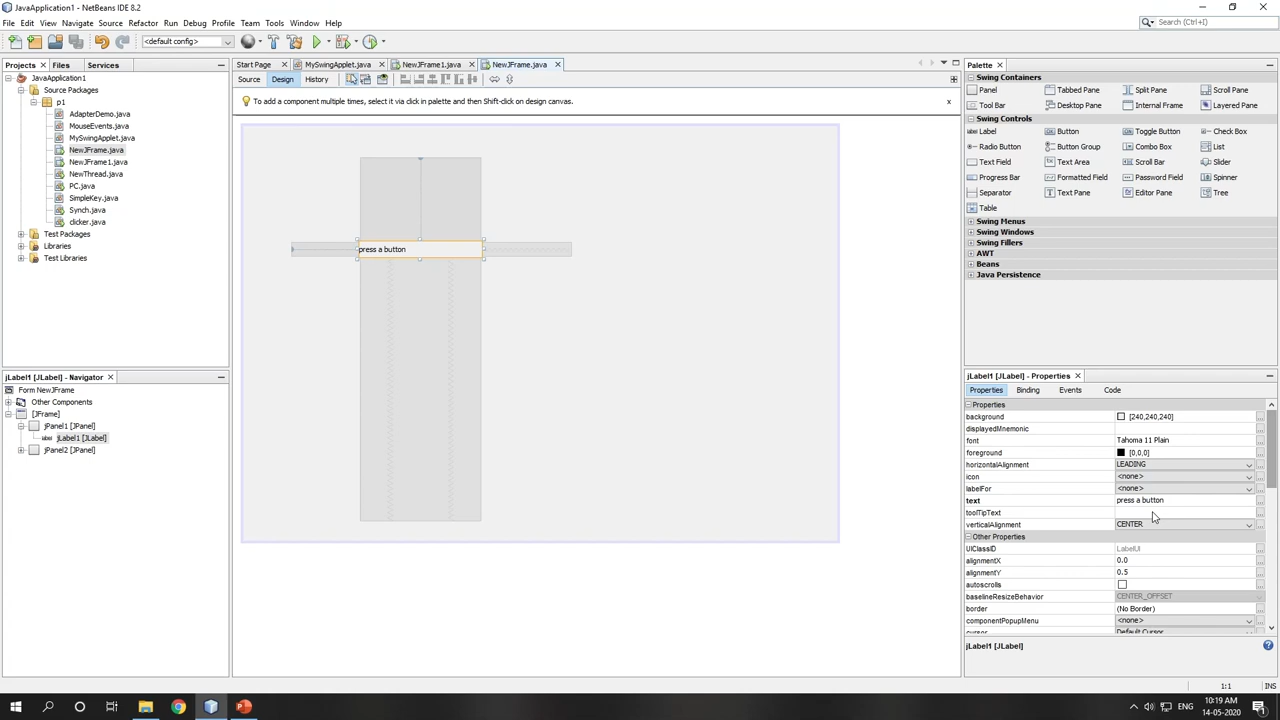 JavaApplication1 - NetBeans IDE 8.2
File Edit View Navigate Source Refactor Run Debug Profile Team Tools Window Help
Search (Ctrl+I)
<default config>
Projects Files Services
JavaApplication1
Source Packages
p1
AdapterDemo.java
MouseEvents.java
MySwingApplet.java
NewJFrame.java
NewJFrame1.java
NewThread.java
PC.java
SimpleKey.java
Synch.java
clicker.java
Test Packages
Libraries
Test Libraries
jLabel1 [JLabel] - Navigator
Form NewJFrame
Other Components
[JFrame]
jPanel1 [JPanel]
label jLabel1 [JLabel]
jPanel2 [JPanel]
Start Page MySwingApplet.java NewJFrame1.java NewJFrame.java
Source Design History
To add a component multiple times, select it via click in palette and then Shift-click on design canvas.
press a button
Palette
Swing Containers
Panel Tabbed Pane Split Pane Scroll Pane
Tool Bar Desktop Pane Internal Frame Layered Pane
Swing Controls
label Label Button Toggle Button Check Box
Radio Button Button Group Combo Box List
Text Field Text Area Scroll Bar Slider
Progress Bar Formatted Field Password Field Spinner
Separator Text Pane Editor Pane Tree
Table
Swing Menus
Swing Windows
Swing Fillers
AWT
Beans
Java Persistence
jLabel1 [JLabel] - Properties
Properties Binding Events Code
Properties
background [240,240,240]
displayedMnemonic
font Tahoma 11 Plain
foreground [0,0,0]
horizontalAlignment LEADING
icon <none>
labelFor <none>
text press a button
toolTipText
verticalAlignment CENTER
Other Properties
UIClassID LabelUI
alignmentX 0.0
alignmentY 0.5
autoscrolls
baselineResizeBehavior CENTER_OFFSET
border (No Border)
componentPopupMenu <none>
cursor Default Cursor
jLabel1 [JLabel]
1:1 INS
ENG 10:19 AM
14-05-2020